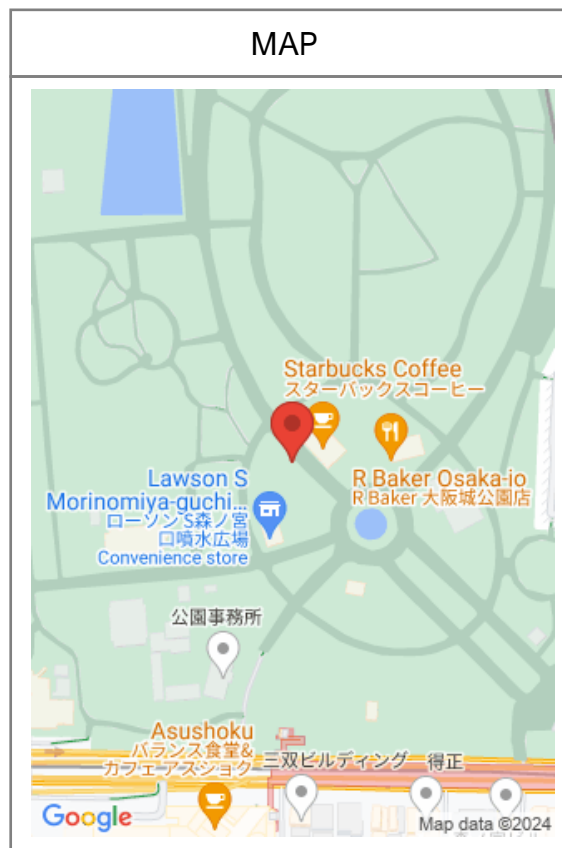 MAP
Starbucks Coffee
スターバックスコーヒー
R Baker Osaka-jo
R Baker 大阪城公園店
Lawson S
Morinomiya-guchi...
ローソン S森ノ宮
口噴水広場
Convenience store
公園事務所
Asushoku
バランス食堂&
カフェアスショク
三双ビルディング
得正
Google
Map data ©2024